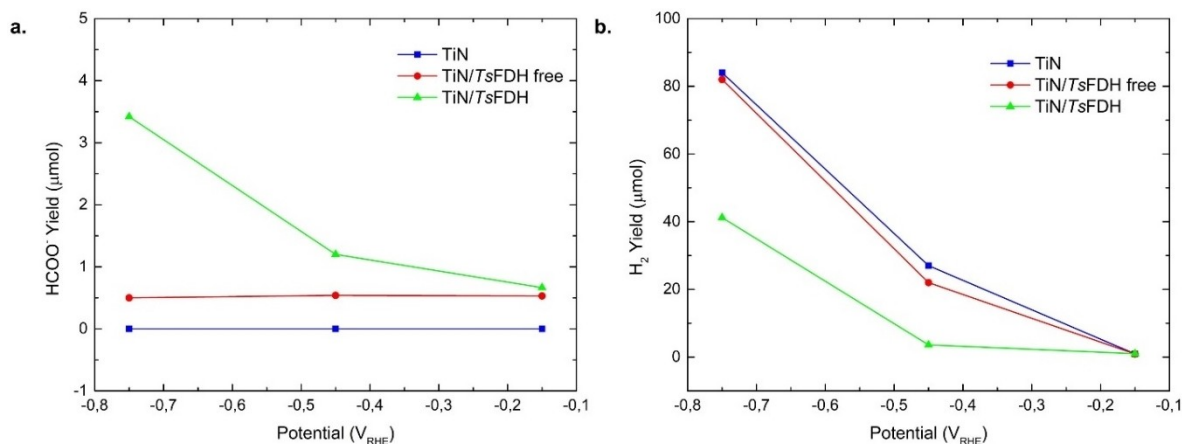 a.
5
4
3
2
1
0
-1
HCOO⁻ Yield (μmol)
TiN
TiN/TsFDH free
TiN/TsFDH
-0,8 -0,7 -0,6 -0,5 -0,4 -0,3 -0,2 -0,1
Potential (V_RHE)
b.
100
80
60
40
20
0
H₂ Yield (μmol)
TiN
TiN/TsFDH free
TiN/TsFDH
-0,8 -0,7 -0,6 -0,5 -0,4 -0,3 -0,2 -0,1
Potential (V_RHE)